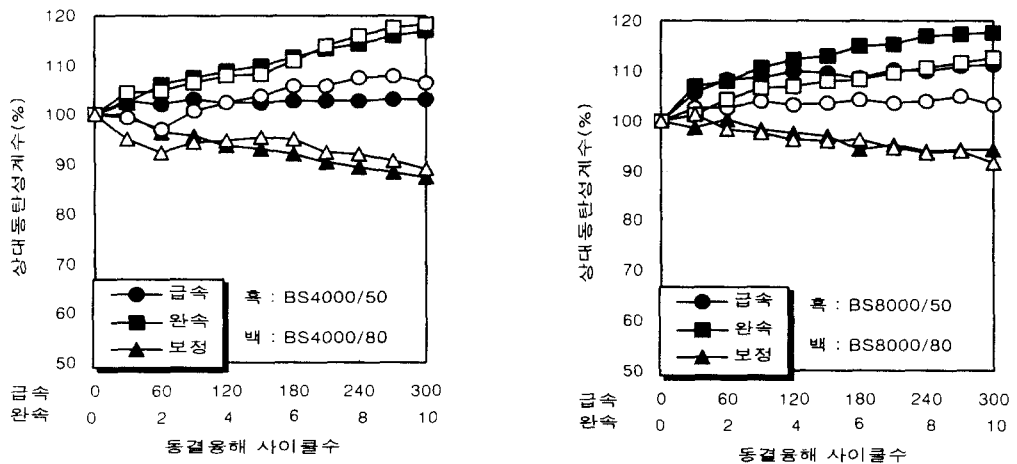 상대동탄성계수(%)
120
110
100
90
80
70
60
50
급속
완속
보정
흑 : BS4000/50
백 : BS4000/80
급속 0 60 120 180 240 300
완속 0 2 4 6 8 10
동결융해 사이클수
상대동탄성계수(%)
120
110
100
90
80
70
60
50
급속
완속
보정
흑 : BS8000/50
백 : BS8000/80
급속 0 60 120 180 240 300
완속 0 2 4 6 8 10
동결융해 사이클수